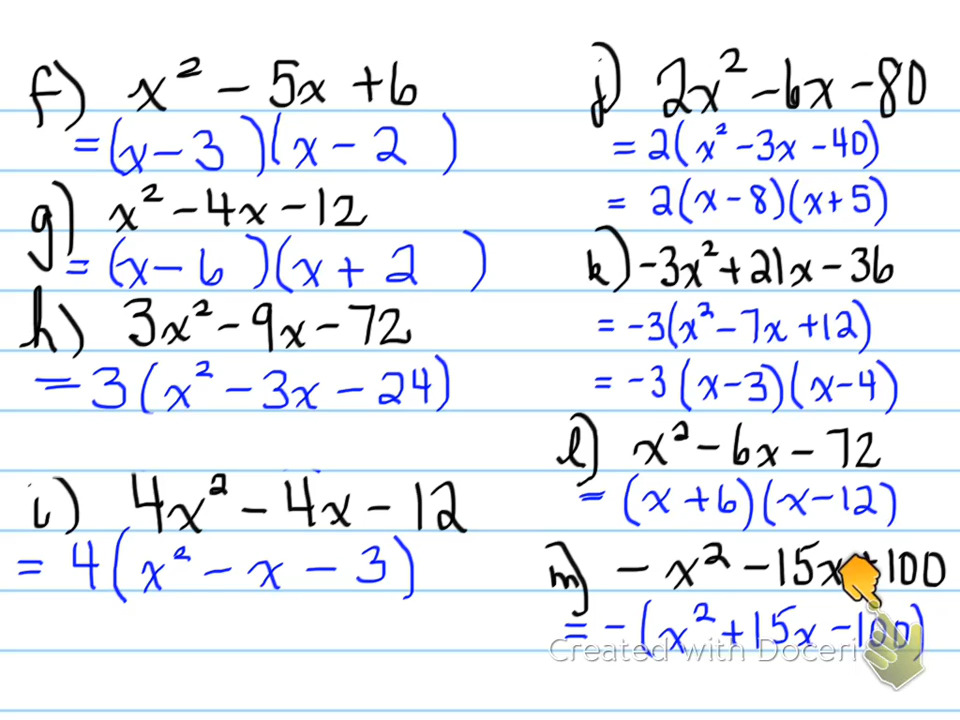 f) x² - 5x + 6
= (x - 3)(x - 2)
g) x² - 4x - 12
= (x - 6)(x + 2)
h) 3x² - 9x - 72
= 3(x² - 3x - 24)
i) 4x² - 4x - 12
= 4(x² - x - 3)
j) 2x² - 6x - 80
= 2(x² - 3x - 40)
= 2(x - 8)(x + 5)
k) -3x² + 21x - 36
= -3(x² - 7x + 12)
= -3(x - 3)(x - 4)
l) x² - 6x - 72
= (x + 6)(x - 12)
m) - x² - 15x + 100
= -(x² + 15x - 100)
Created with Doceri